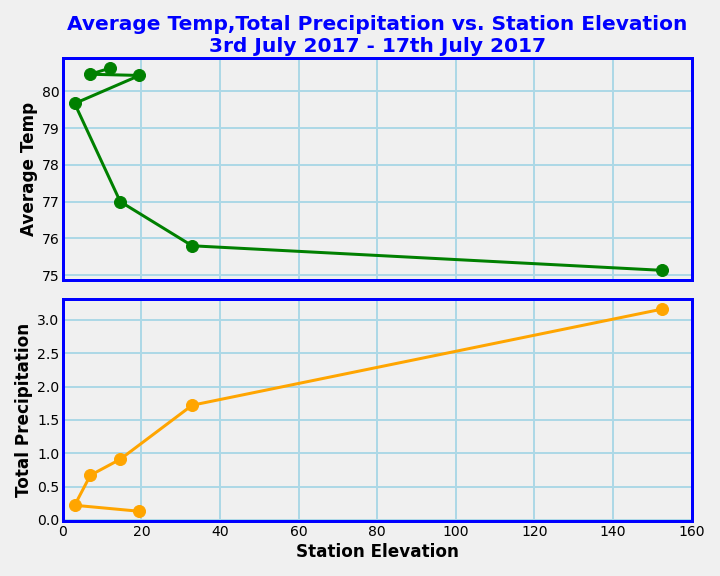 Average Temp,Total Precipitation vs. Station Elevation
3rd July 2017 - 17th July 2017
Average Temp
80
79
78
77
76
75
Total Precipitation
3.0
2.5
2.0
1.5
1.0
0.5
0.0
0 20 40 60 80 100 120 140 160
Station Elevation